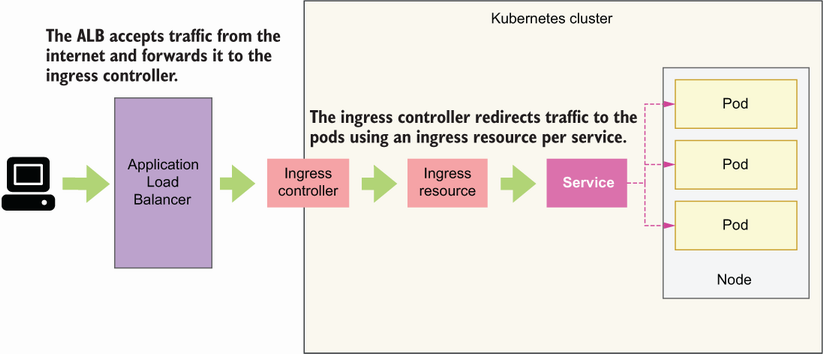 Kubernetes cluster
The ALB accepts traffic from the
internet and forwards it to the
ingress controller.
The ingress controller redirects traffic to the
pods using an ingress resource per service.
Application
Load
Balancer
Ingress
controller
Ingress
resource
Service
Pod
Pod
Pod
Node